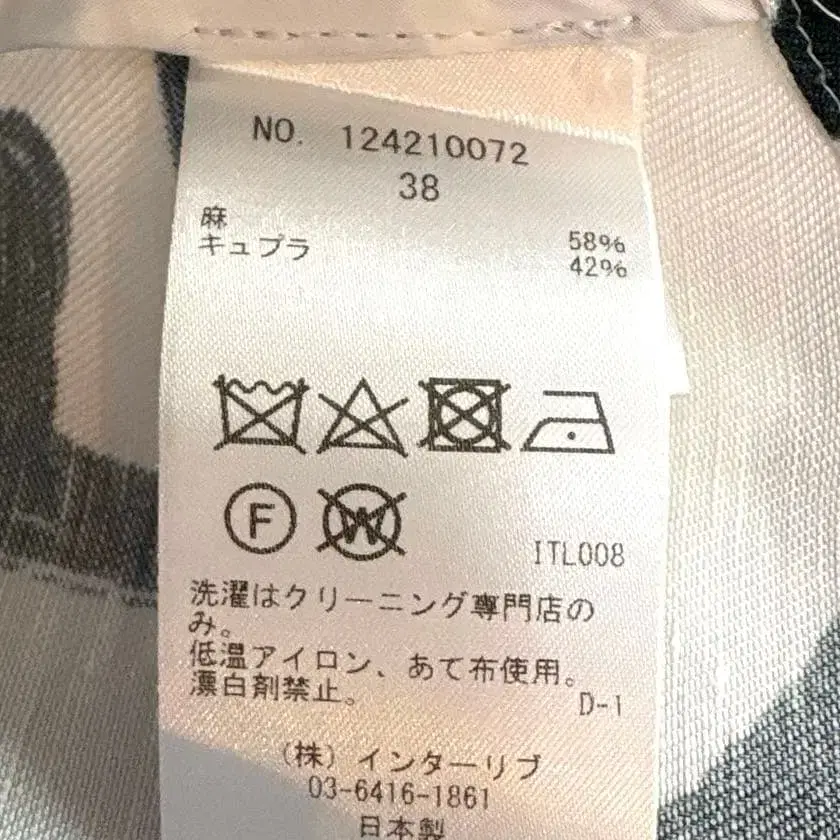 NO. 124210072
38
麻 58%
キュプラ 42%
F W
ITL008
洗濯はクリーニング専門店の
み。
低温アイロン、あて布使用。
漂白剤禁止。
D-1
(株)インターリブ
03-6416-1861
日本製